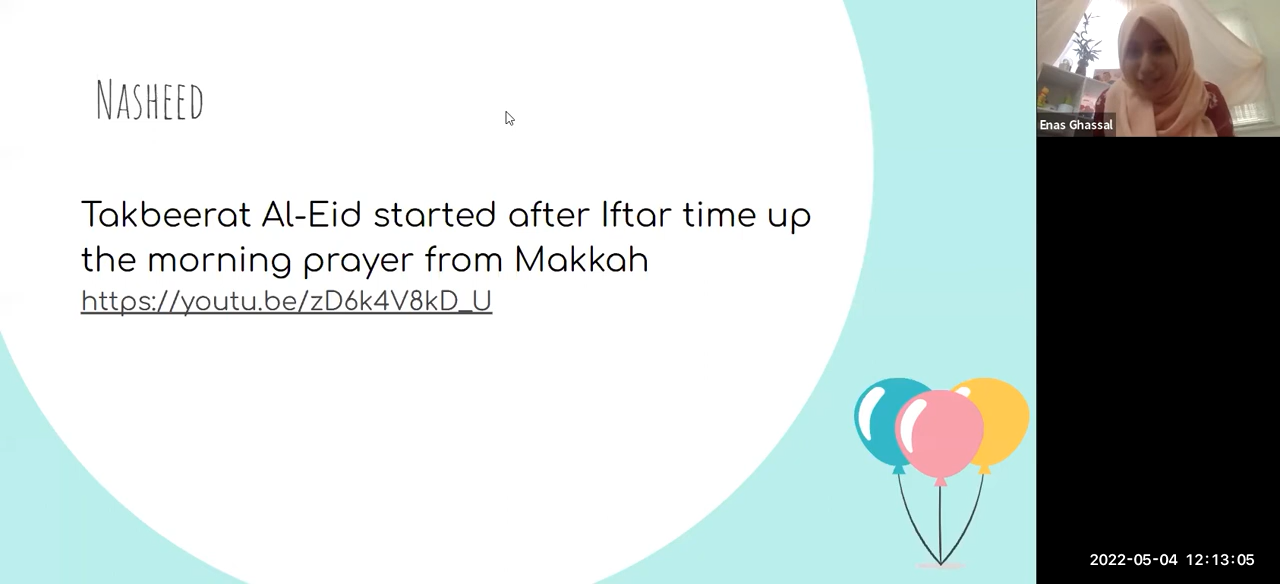 NASHEED
Takbeerat Al-Eid started after Iftar time up
the morning prayer from Makkah
https://youtu.be/zD6k4V8kD_U
Enas Ghassal
2022-05-04 12:13:05